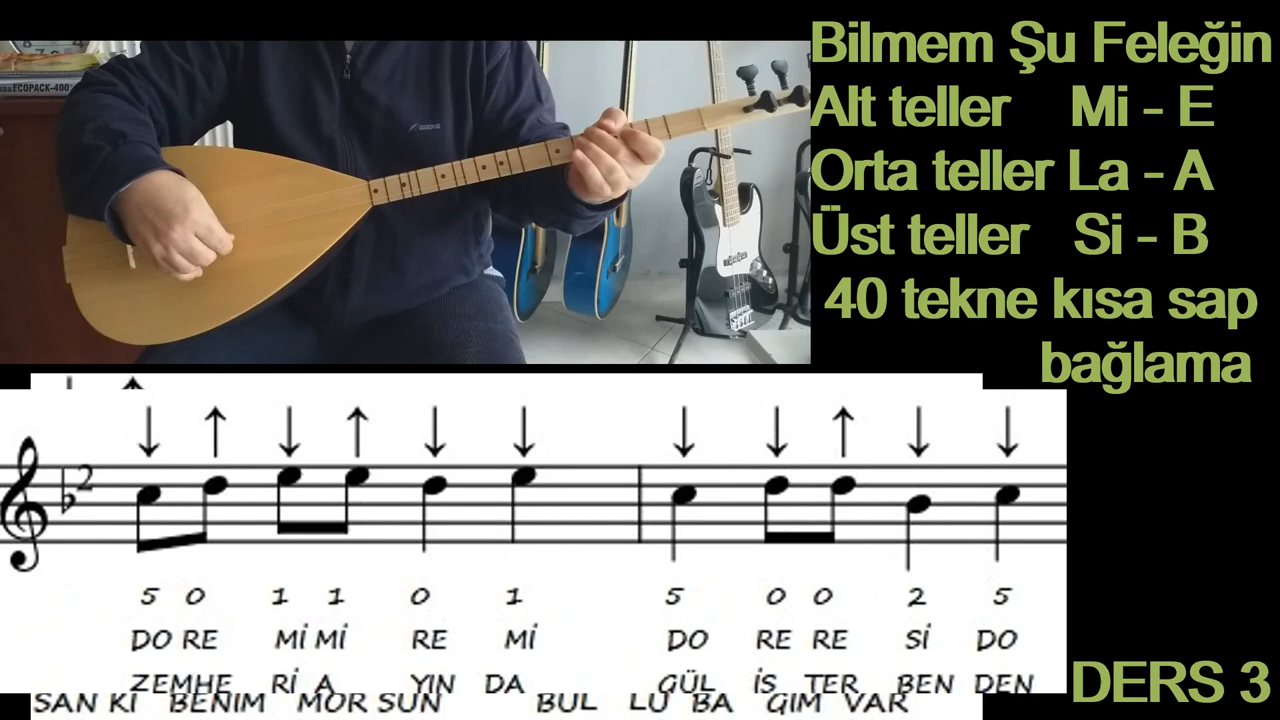 ECOPACK-400
Bilmem Şu Feleğin
Alt teller Mi - E
Orta teller La - A
Üst teller Si - B
40 tekne kısa sap
bağlama
2
5 0 1 1 0 1 5 0 0 2 5
DO RE Mİ Mİ RE Mİ DO RE RE Sİ DO
ZEMHE Rİ A YIN DA GÜL İS TER BEN DEN
SAN KI BENIM MOR SUN BUL LU BA GIM VAR
DERS 3